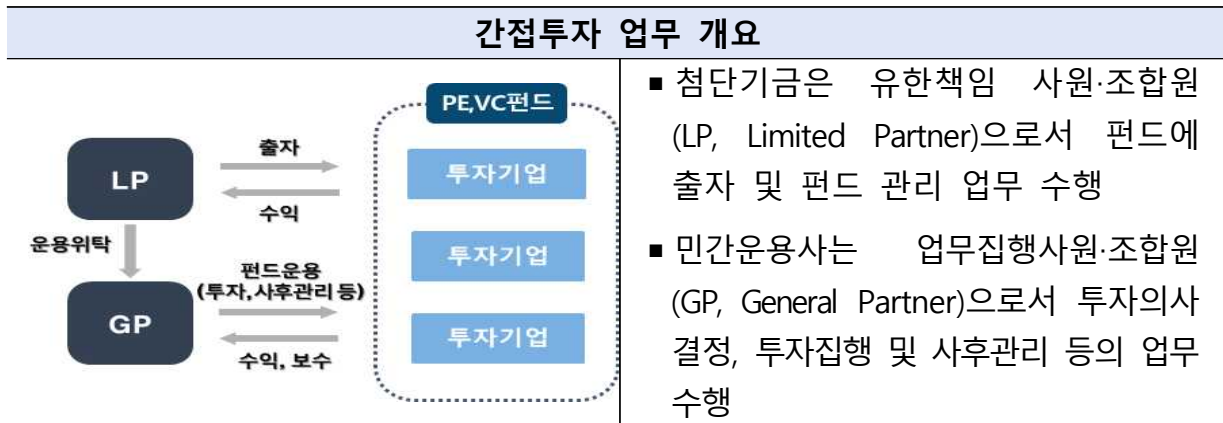 간접투자 업무 개요
PE,VC펀드
LP
출자
수익
투자기업
운용위탁
투자기업
펀드운용
(투자,사후관리 등)
GP
투자기업
수익, 보수
▪ 첨단기금은 유한책임 사원·조합원
(LP, Limited Partner)으로서 펀드에
출자 및 펀드 관리 업무 수행
▪ 민간운용사는 업무집행사원·조합원
(GP, General Partner)으로서 투자의사
결정, 투자집행 및 사후관리 등의 업무
수행